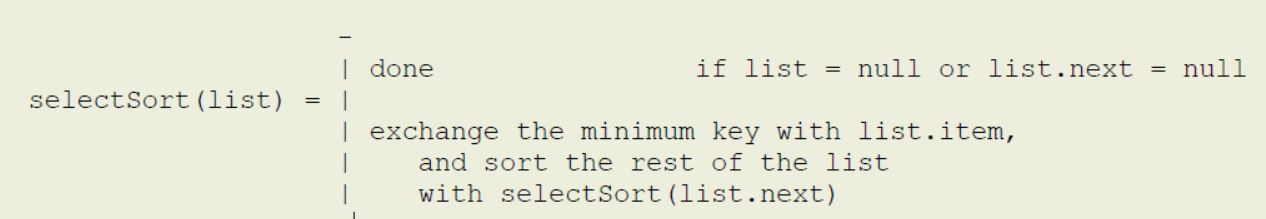 _
| done if list = null or list.next = null
selectSort(list) = |
| exchange the minimum key with list.item,
| and sort the rest of the list
| with selectSort(list.next)
|